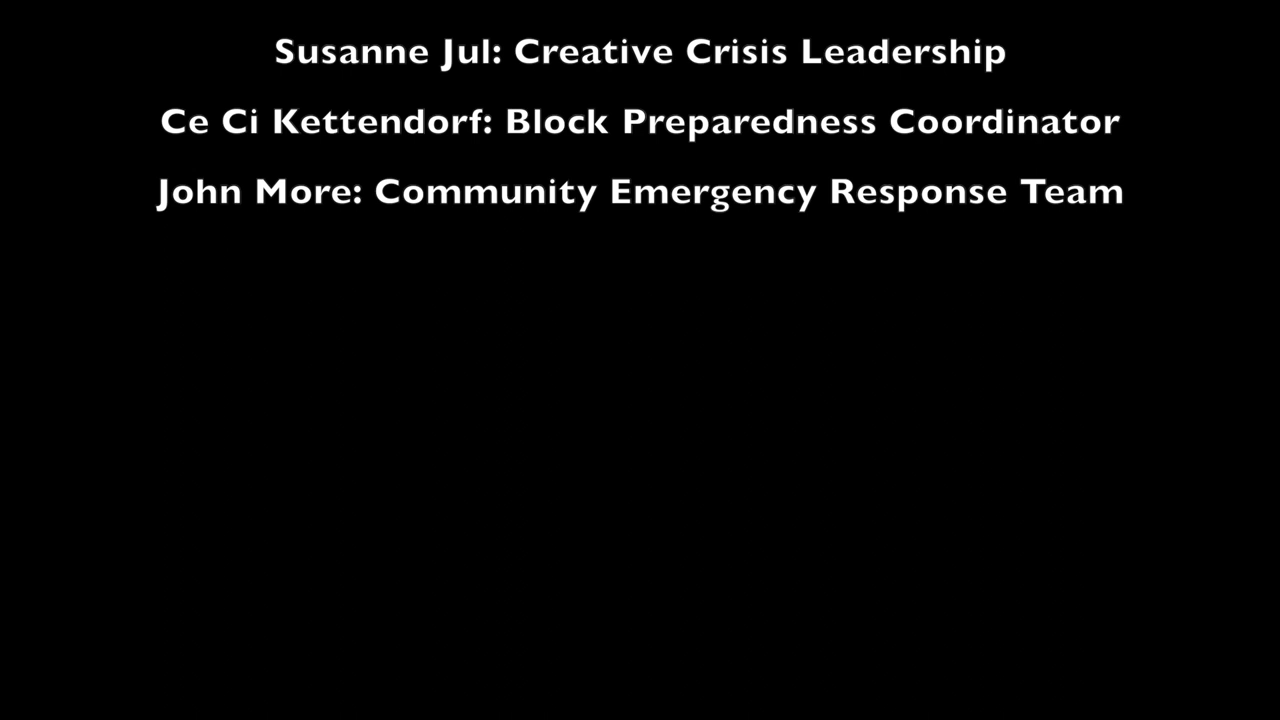 Susanne Jul: Creative Crisis Leadership
Ce Ci Kettendorf: Block Preparedness Coordinator
John More: Community Emergency Response Team